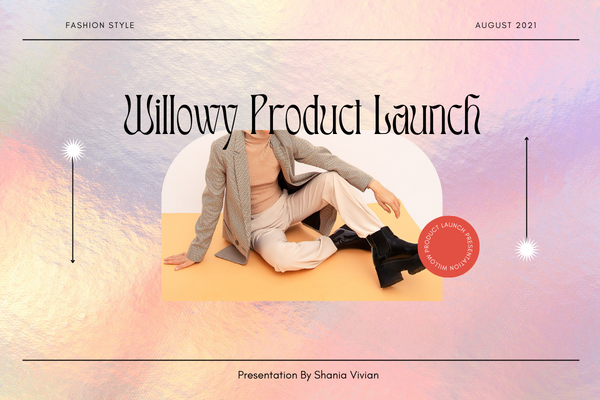 FASHION STYLE
AUGUST 2021
Willowy Product Launch
PRODUCT LAUNCH PRESENTATION WILLOW
Presentation By Shania Vivian